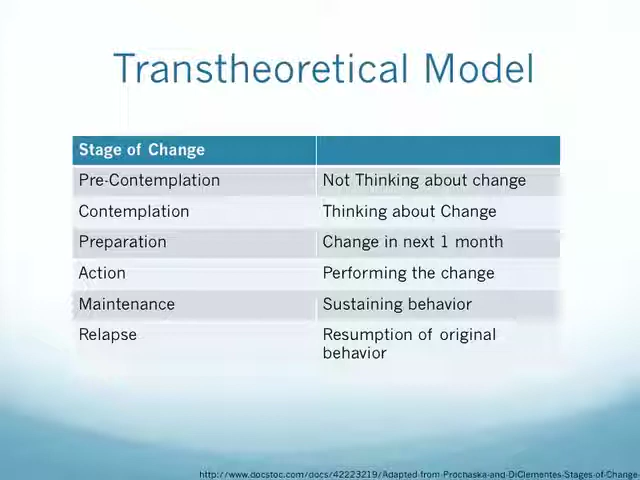 Transtheoretical Model
Stage of Change
Pre-Contemplation Not Thinking about change
Contemplation Thinking about Change
Preparation Change in next 1 month
Action Performing the change
Maintenance Sustaining behavior
Relapse Resumption of original
behavior
http://www.docstoc.com/docs/42223219/Adapted-from-Prochaska-and-DiClementes-Stages-of-Change-